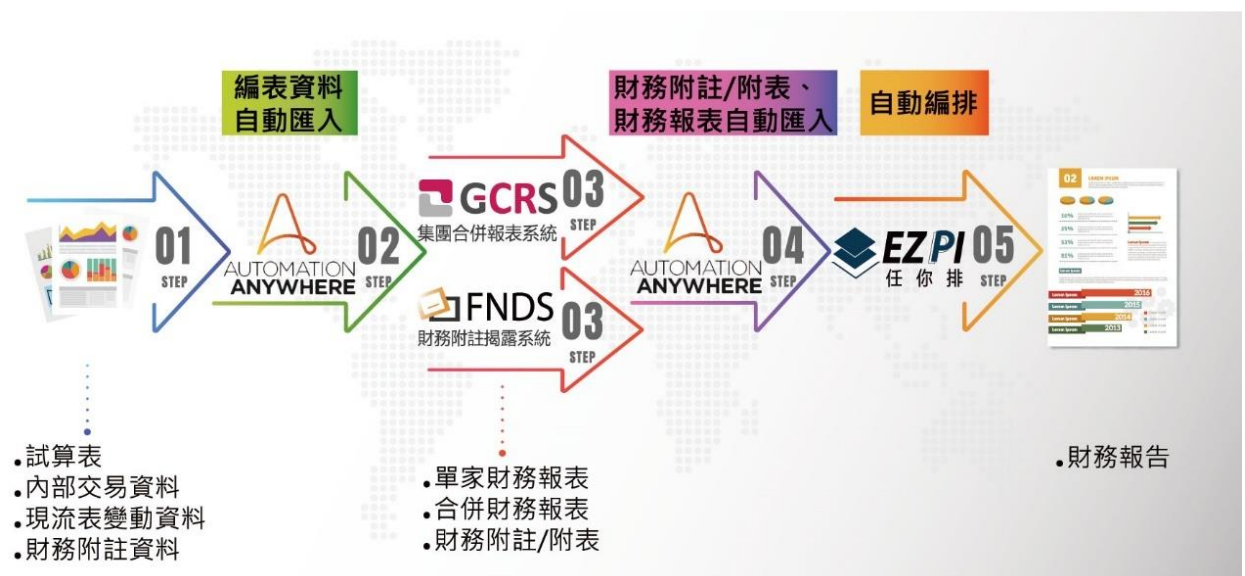 編表資料
自動匯入
財務附註/附表、
財務報表自動匯入
自動編排
01
STEP
AUTOMATION
ANYWHERE
02
STEP
GCRS
集團合併報表系統
03
STEP
FNDS
財務附註揭露系統
03
STEP
AUTOMATION
ANYWHERE
04
STEP
EZPI
任你排
05
STEP
02
LOREM IPSUM
2016
2015
2014
2013
.試算表
.內部交易資料
.現流表變動資料
.財務附註資料
.單家財務報表
.合併財務報表
.財務附註/附表
.財務報告